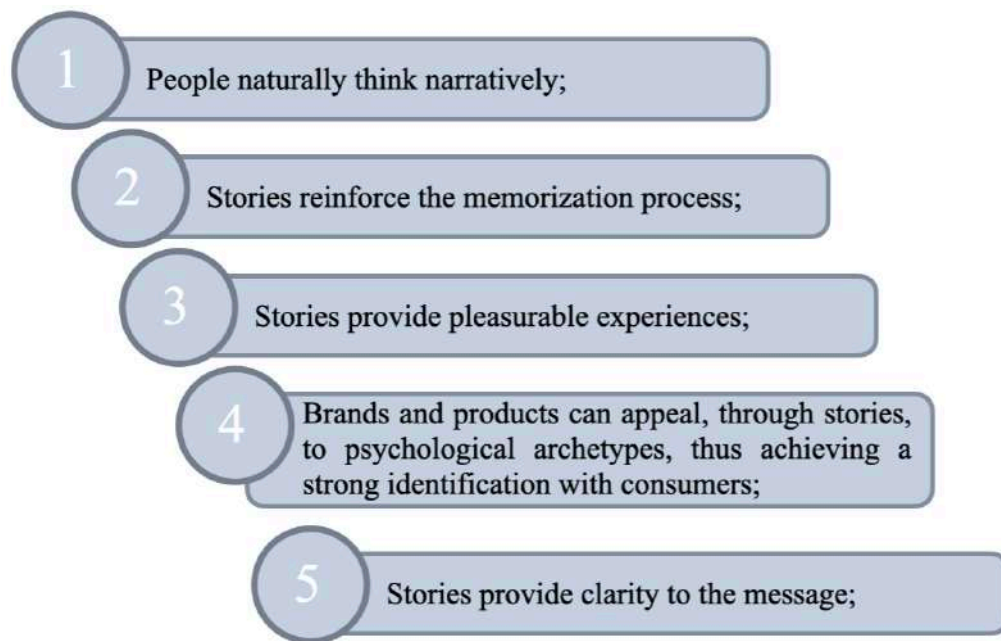 1
People naturally think narratively;
2
Stories reinforce the memorization process;
3
Stories provide pleasurable experiences;
4
Brands and products can appeal, through stories,
to psychological archetypes, thus achieving a
strong identification with consumers;
5
Stories provide clarity to the message;